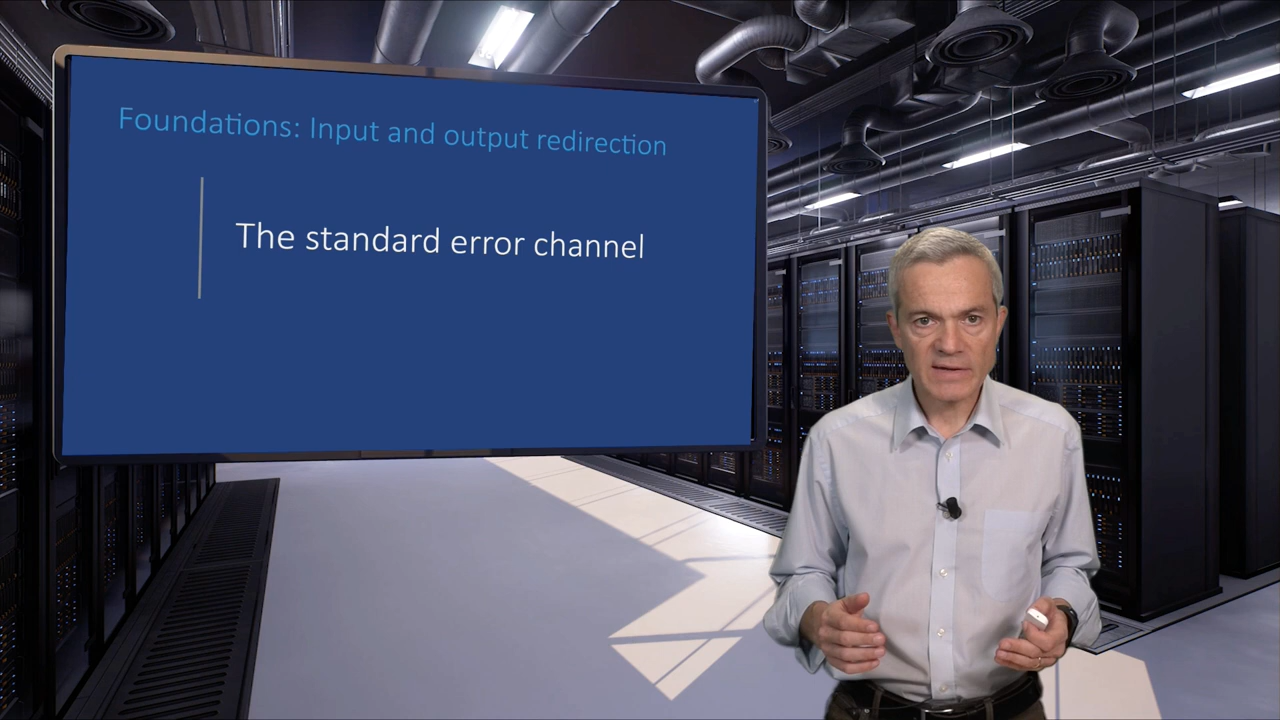 Foundations: Input and output redirection
The standard error channel